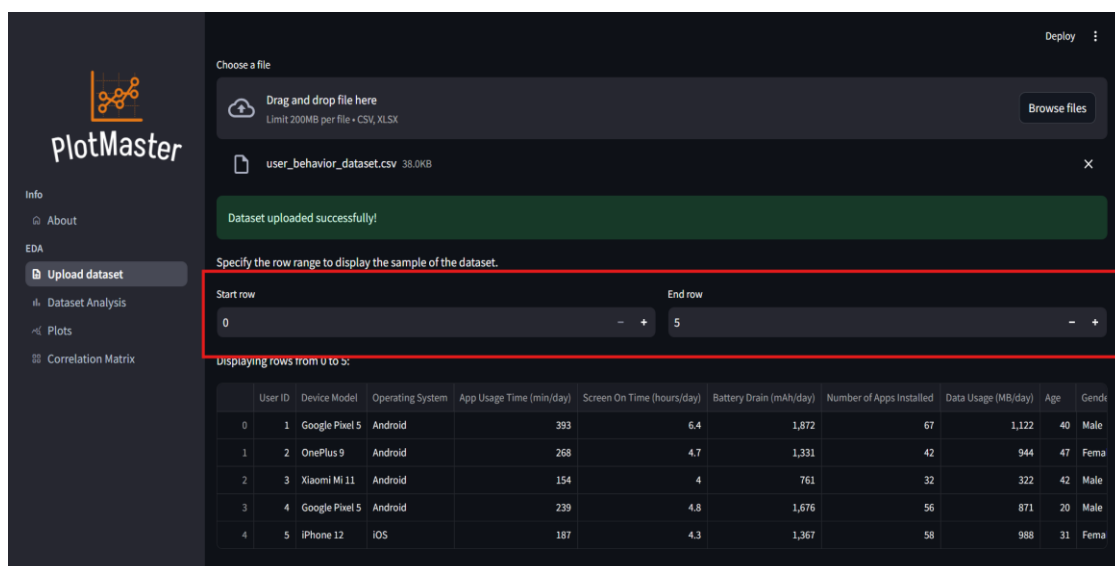 Deploy
PlotMaster
Info
About
EDA
Upload dataset
Dataset Analysis
Plots
Correlation Matrix
Choose a file
Drag and drop file here
Limit 200MB per file • CSV, XLSX
Browse files
user_behavior_dataset.csv 38.0KB
Dataset uploaded successfully!
Specify the row range to display the sample of the dataset.
Start row End row
0 − + 5 − +
Displaying rows from 0 to 5:
User ID Device Model Operating System App Usage Time (min/day) Screen On Time (hours/day) Battery Drain (mAh/day) Number of Apps Installed Data Usage (MB/day) Age Gende
0 1 Google Pixel 5 Android 393 6.4 1,872 67 1,122 40 Male
1 2 OnePlus 9 Android 268 4.7 1,331 42 944 47 Fema
2 3 Xiaomi Mi 11 Android 154 4 761 32 322 42 Male
3 4 Google Pixel 5 Android 239 4.8 1,676 56 871 20 Male
4 5 iPhone 12 iOS 187 4.3 1,367 58 988 31 Fema